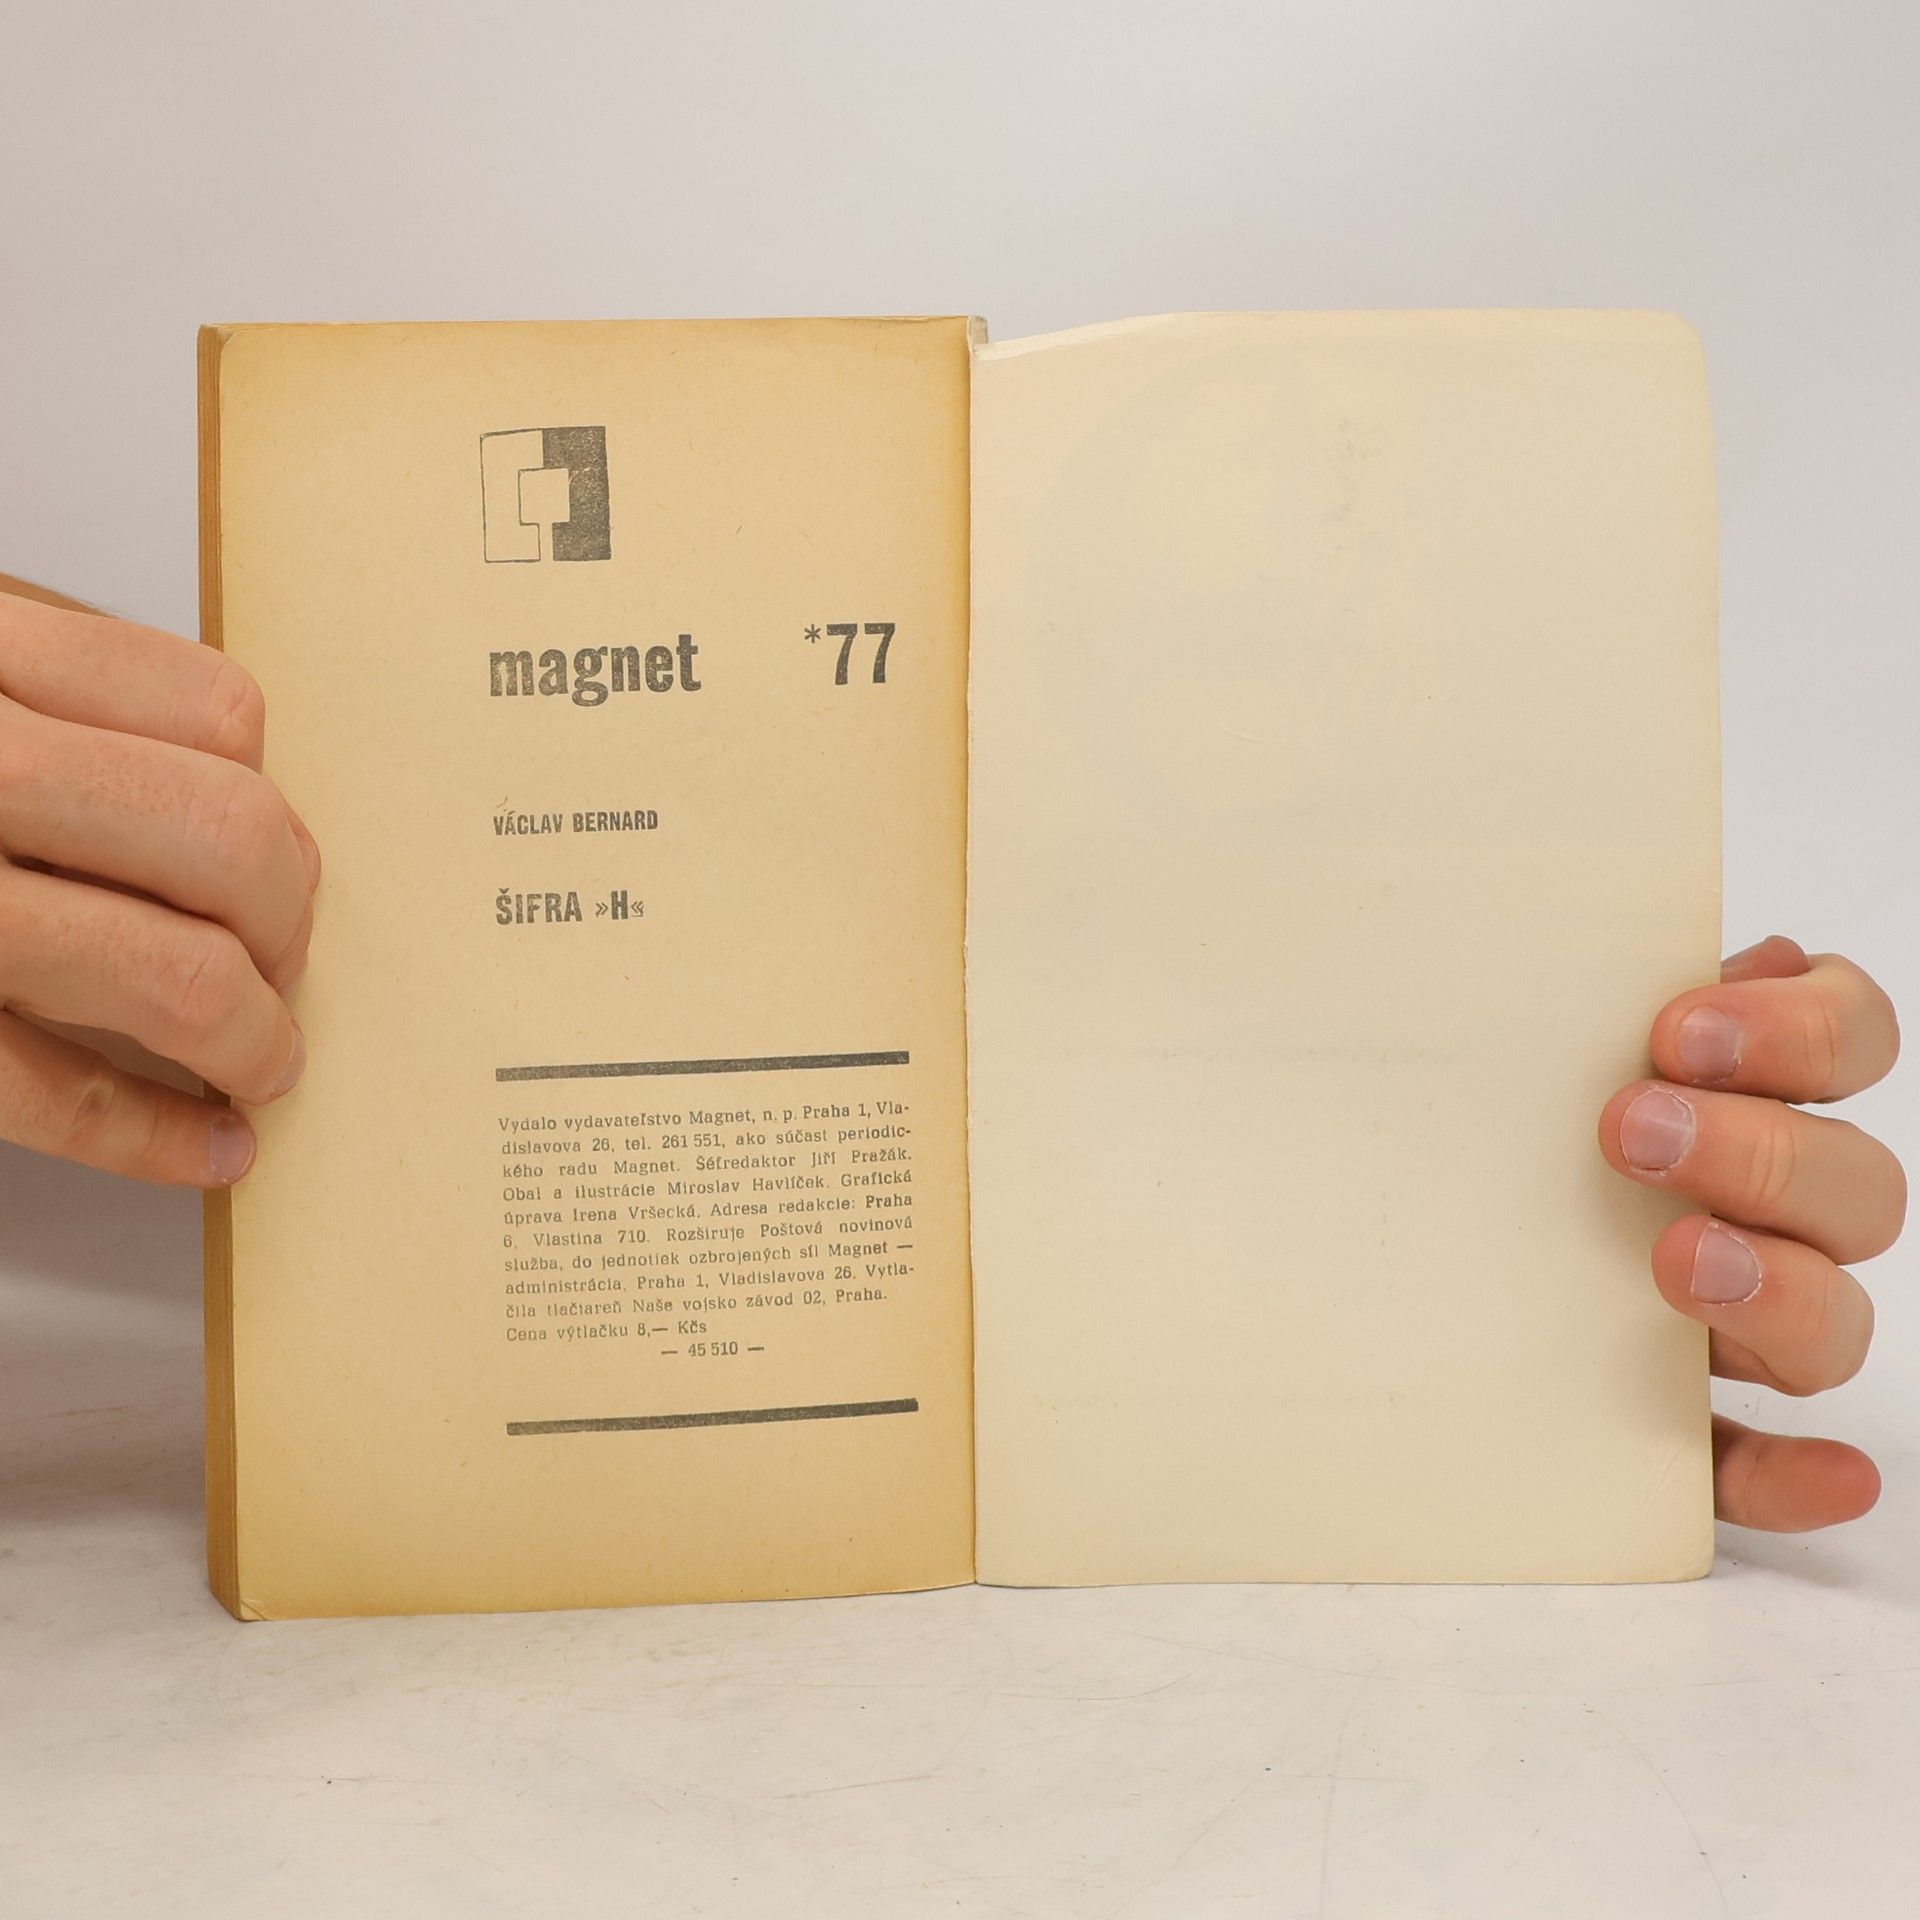 magnet *77
VÁCLAV BERNARD
ŠIFRA »H«
Vydalo vydavateľstvo Magnet, n. p. Praha 1, Vla-
dislavova 26, tel. 261 551, ako súčast periodic-
kého radu Magnet. Šéfredaktor Jiří Pražák.
Obal a ilustrácie Miroslav Havlíček. Grafická
úprava Irena Vršecká. Adresa redakcie: Praha
6, Vlastina 710. Rozširuje Poštová novinová
služba, do jednotiek ozbrojených síl Magnet —
administrácia, Praha 1, Vladislavova 26. Vytla-
čila tlačiareň Naše vojsko závod 02, Praha.
Cena výtlačku 8,— Kčs
— 45 510 —